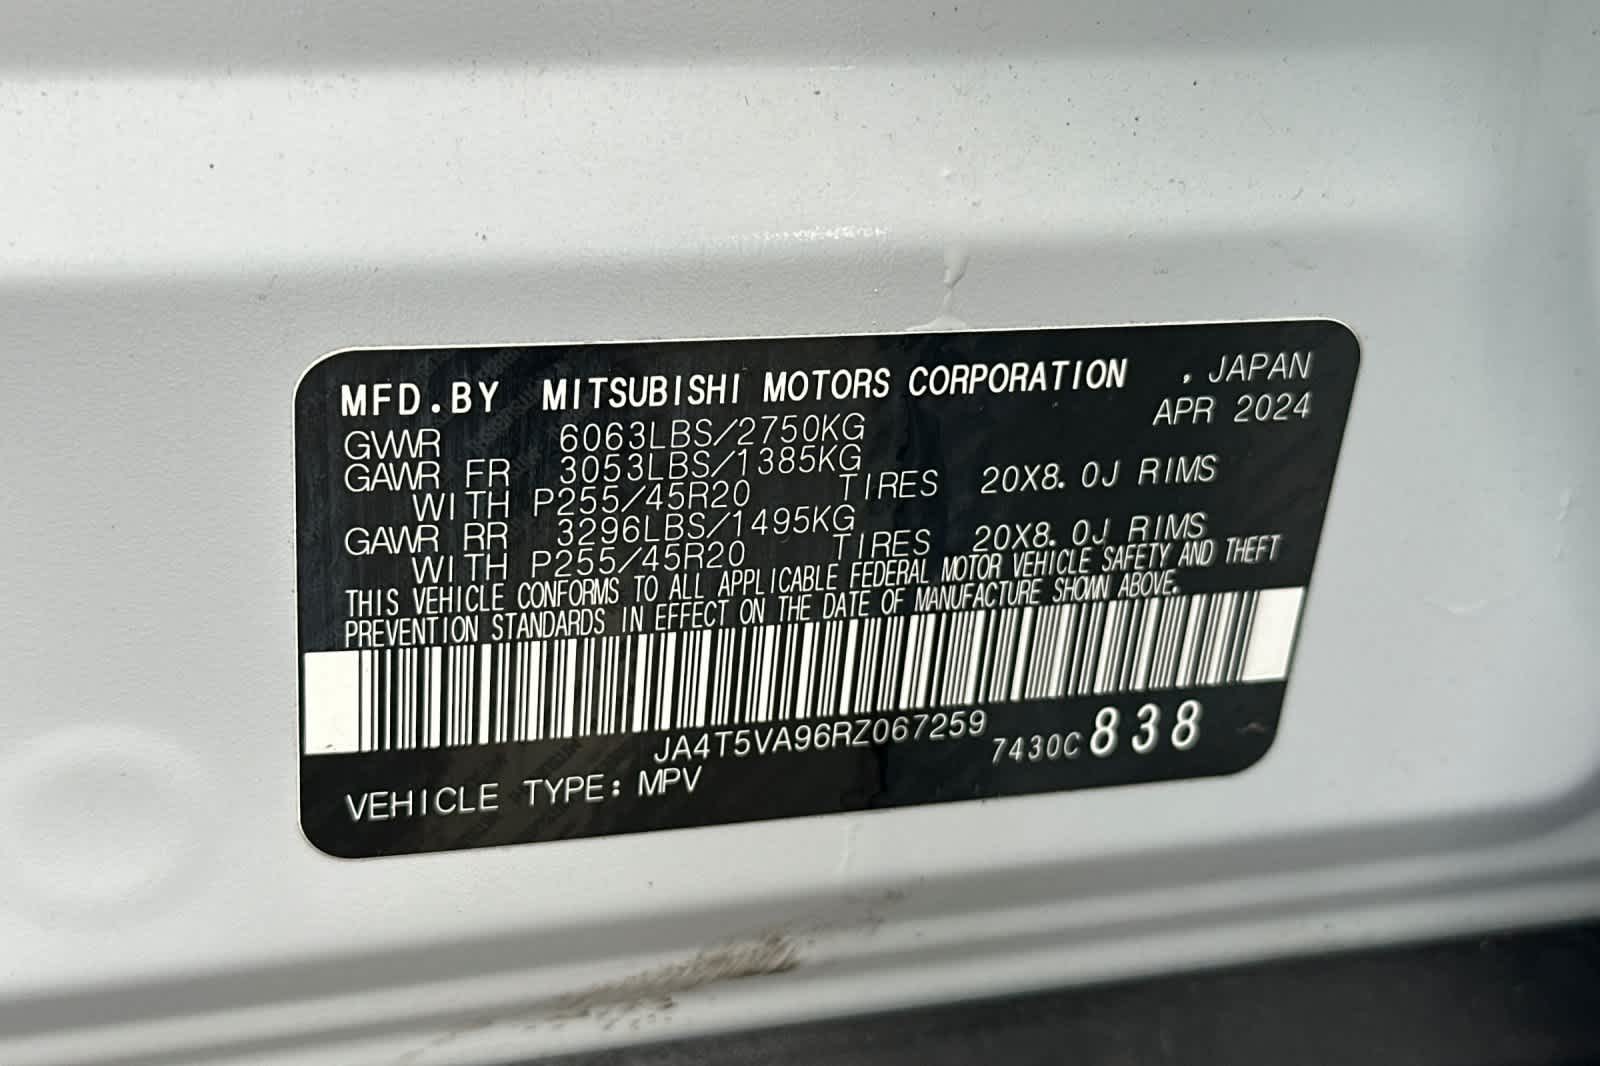 MFD.BY MITSUBISHI MOTORS CORPORATION , JAPAN
APR 2024
GVWR 6063LBS/2750KG
GAWR FR 3053LBS/1385KG
WITH P255/45R20 TIRES 20X8.0J RIMS
GAWR RR 3296LBS/1495KG
WITH P255/45R20 TIRES 20X8.0J RIMS
THIS VEHICLE CONFORMS TO ALL APPLICABLE FEDERAL MOTOR VEHICLE SAFETY AND THEFT
PREVENTION STANDARDS IN EFFECT ON THE DATE OF MANUFACTURE SHOWN ABOVE.
JA4T5VA96RZ067259 7430C 838
VEHICLE TYPE: MPV